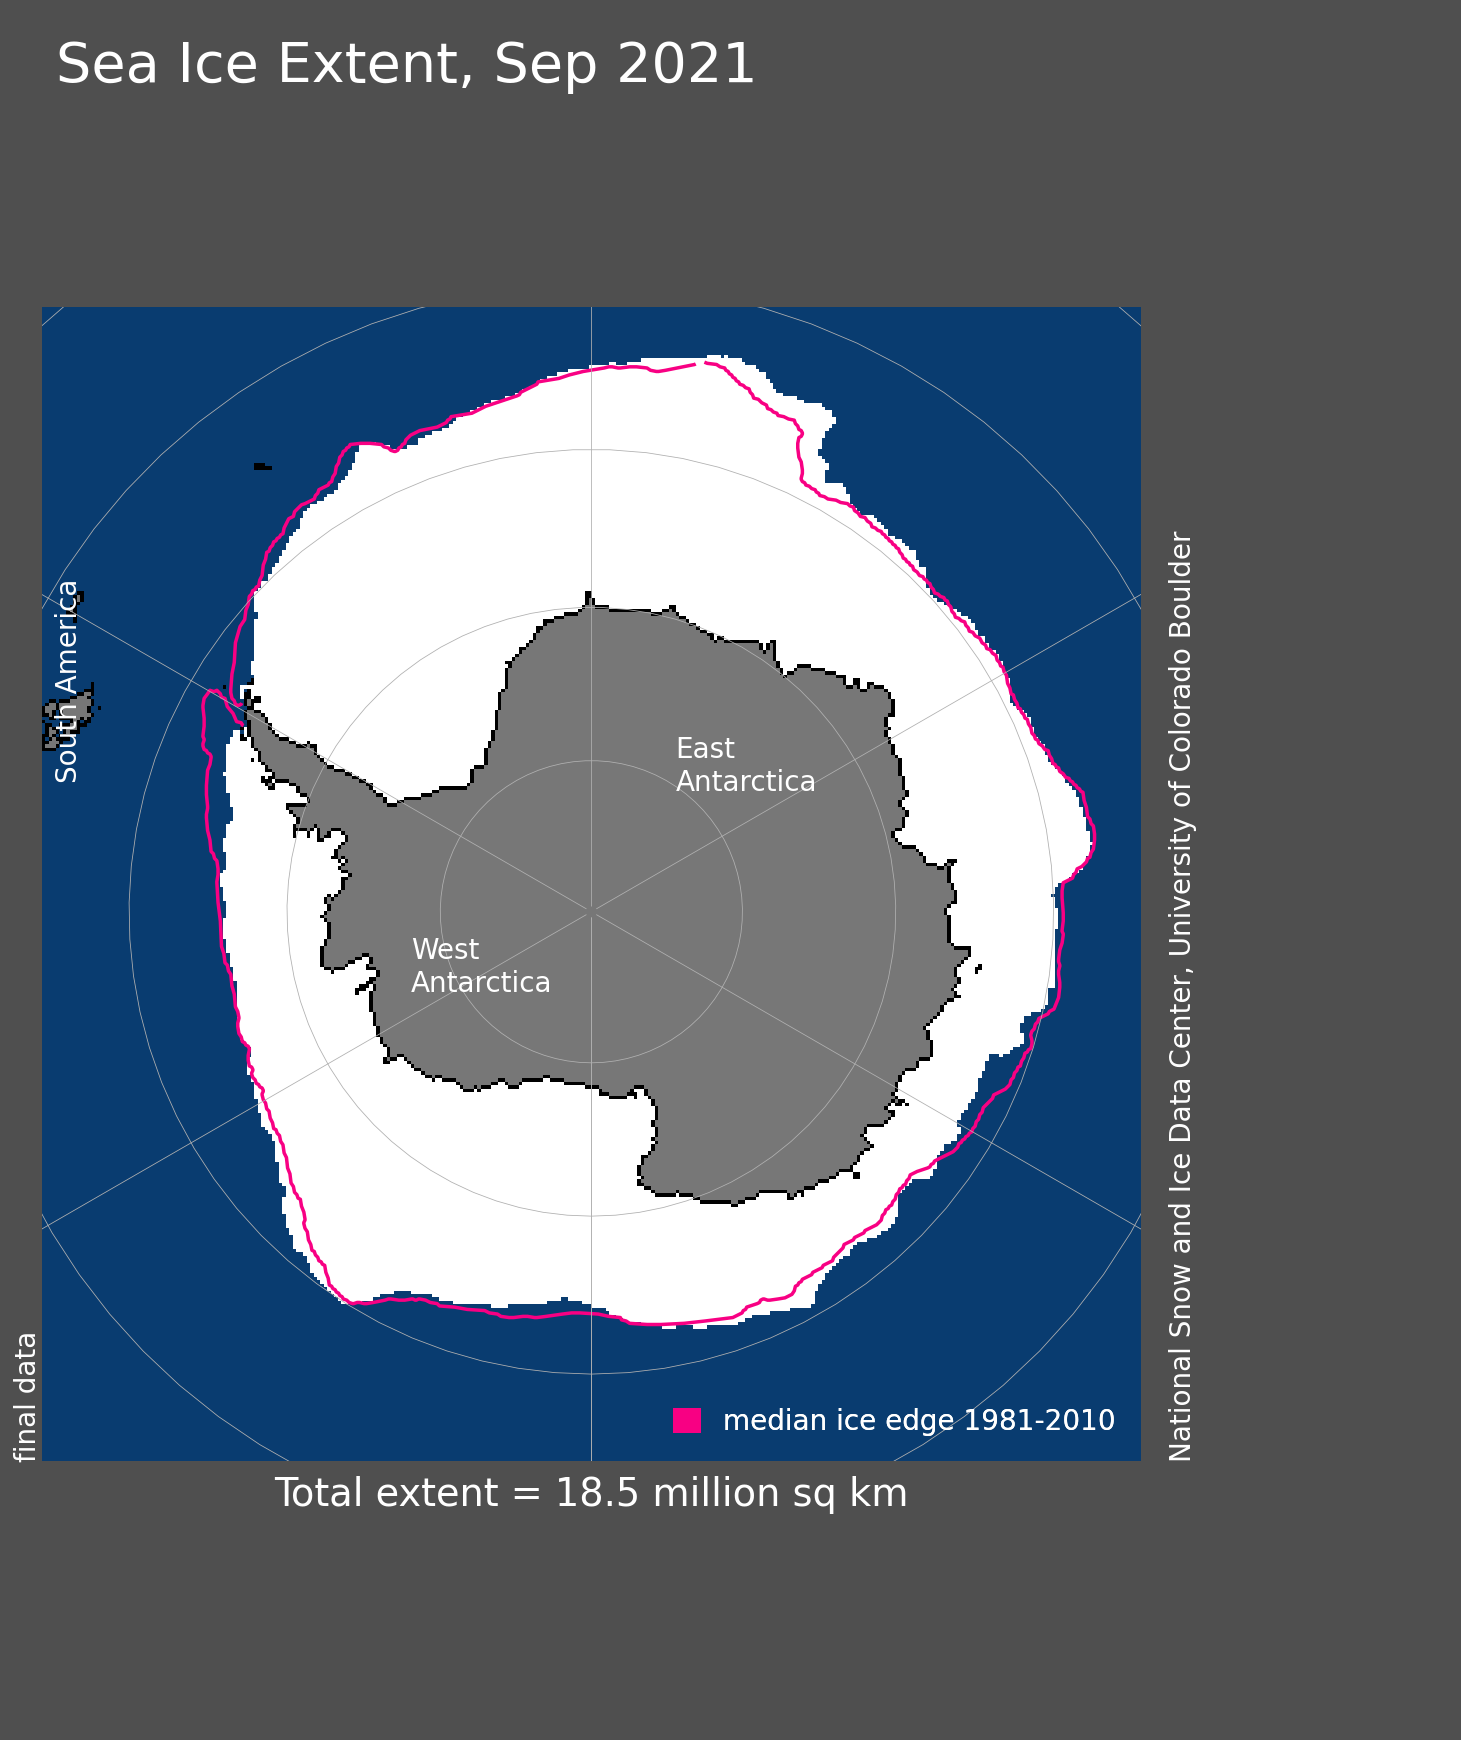 Sea Ice Extent, Sep 2021
South America
East
Antarctica
West
Antarctica
National Snow and Ice Data Center, University of Colorado Boulder
final data
median ice edge 1981-2010
Total extent = 18.5 million sq km